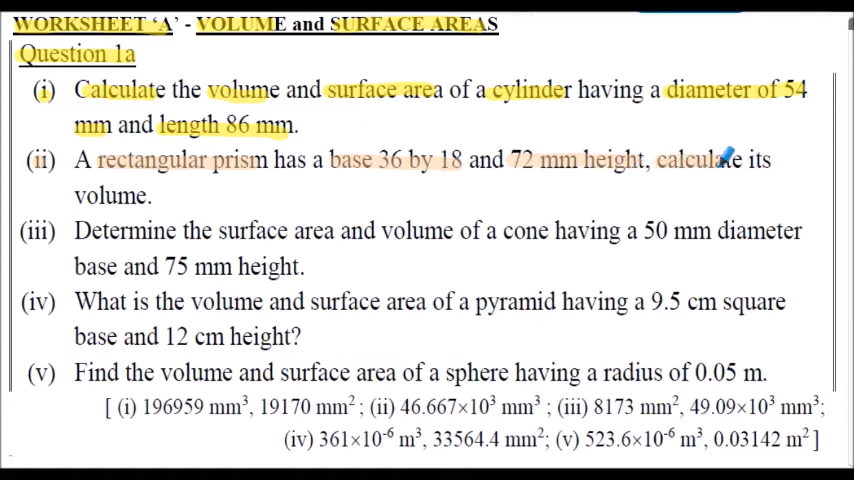 WORKSHEET ‘A’ - VOLUME and SURFACE AREAS
Question 1a
(i) Calculate the volume and surface area of a cylinder having a diameter of 54
mm and length 86 mm.
(ii) A rectangular prism has a base 36 by 18 and 72 mm height, calculate its
volume.
(iii) Determine the surface area and volume of a cone having a 50 mm diameter
base and 75 mm height.
(iv) What is the volume and surface area of a pyramid having a 9.5 cm square
base and 12 cm height?
(v) Find the volume and surface area of a sphere having a radius of 0.05 m.
[ (i) 196959 mm³, 19170 mm² ; (ii) 46.667×10³ mm³ ; (iii) 8173 mm², 49.09×10³ mm³;
(iv) 361×10⁻⁶ m³, 33564.4 mm²; (v) 523.6×10⁻⁶ m³, 0.03142 m² ]